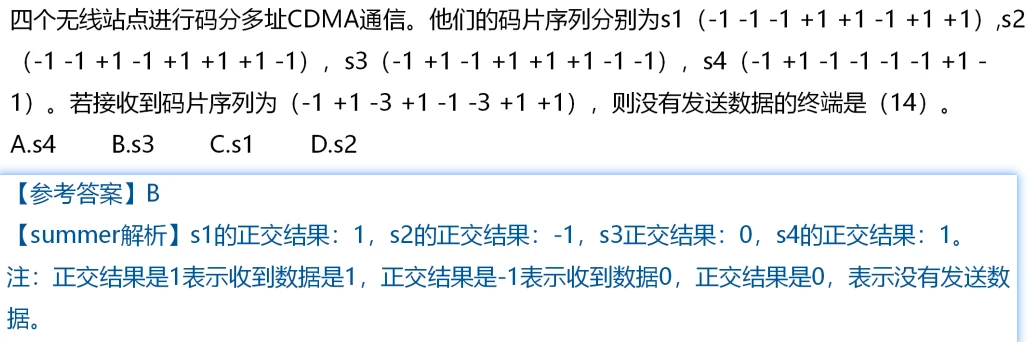 四个无线站点进行码分多址CDMA通信。他们的码片序列分别为s1（-1 -1 -1 +1 +1 -1 +1 +1）,s2
（-1 -1 +1 -1 +1 +1 +1 -1），s3（-1 +1 -1 +1 +1 +1 -1 -1），s4（-1 +1 -1 -1 -1 -1 +1 -
1）。若接收到码片序列为（-1 +1 -3 +1 -1 -3 +1 +1），则没有发送数据的终端是（14）。
A.s4 B.s3 C.s1 D.s2
【参考答案】B
【summer解析】s1的正交结果：1，s2的正交结果：-1，s3正交结果：0，s4的正交结果：1。
注：正交结果是1表示收到数据是1，正交结果是-1表示收到数据0，正交结果是0，表示没有发送数
据。